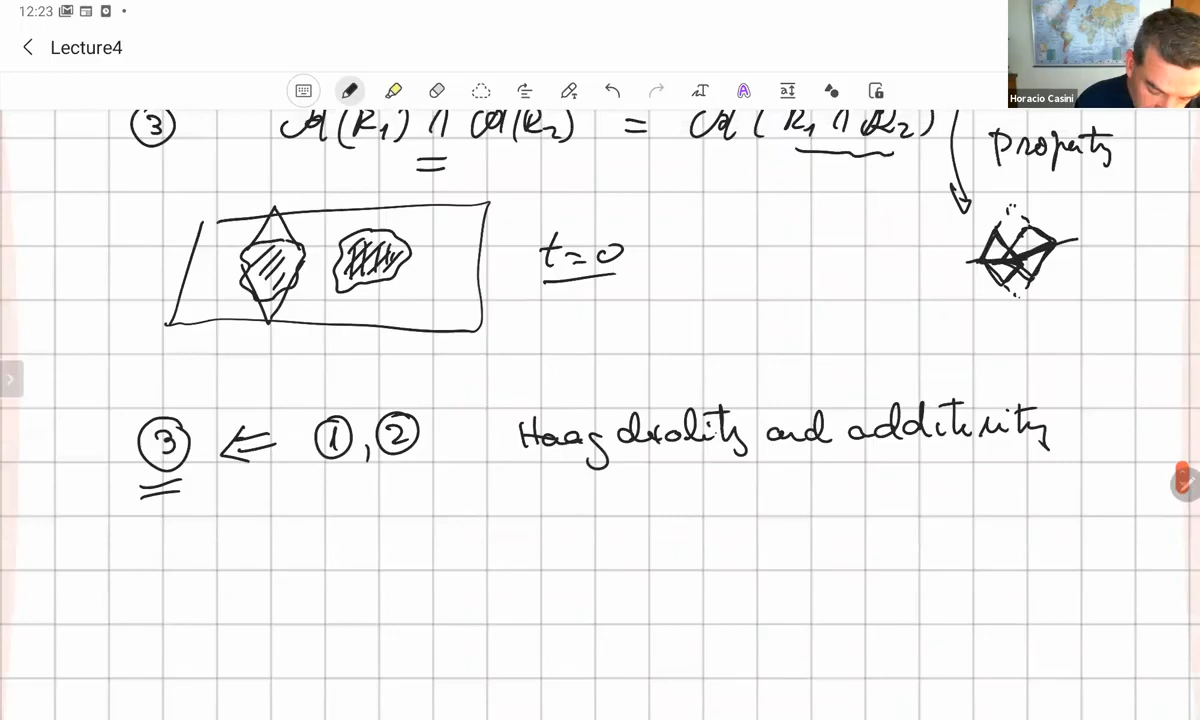 12:23
Lecture4
Horacio Casini
③ 𝒜(R₁) ∩ 𝒜(R₂) = 𝒜(R₁ ∩ R₂)
property
t=0
③ ⇐ ①,② Haag duality and additivity